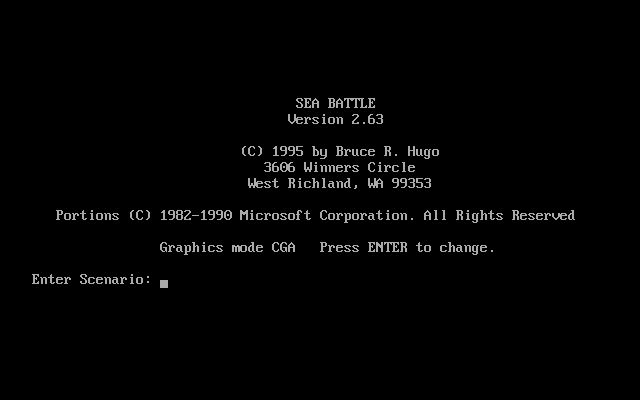 SEA BATTLE
Version 2.63
(C) 1995 by Bruce R. Hugo
3606 Winners Circle
West Richland, WA 99353
Portions (C) 1982-1990 Microsoft Corporation. All Rights Reserved
Graphics mode CGA   Press ENTER to change.
Enter Scenario: